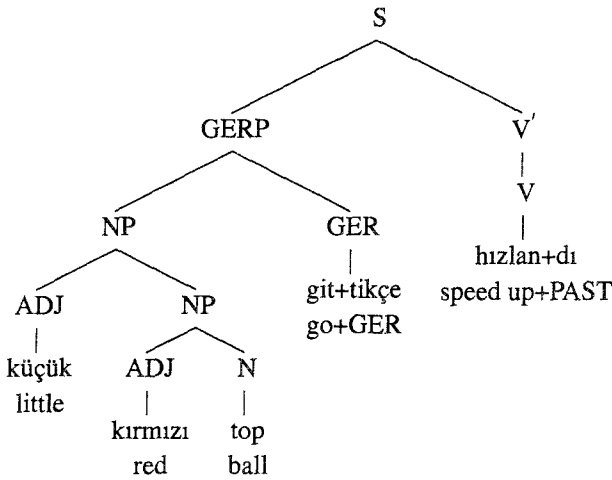 S
GERP V′
V
NP GER
hızlan+dı
git+tikçe speed up+PAST
ADJ NP
go+GER
küçük ADJ N
little
kırmızı top
red ball